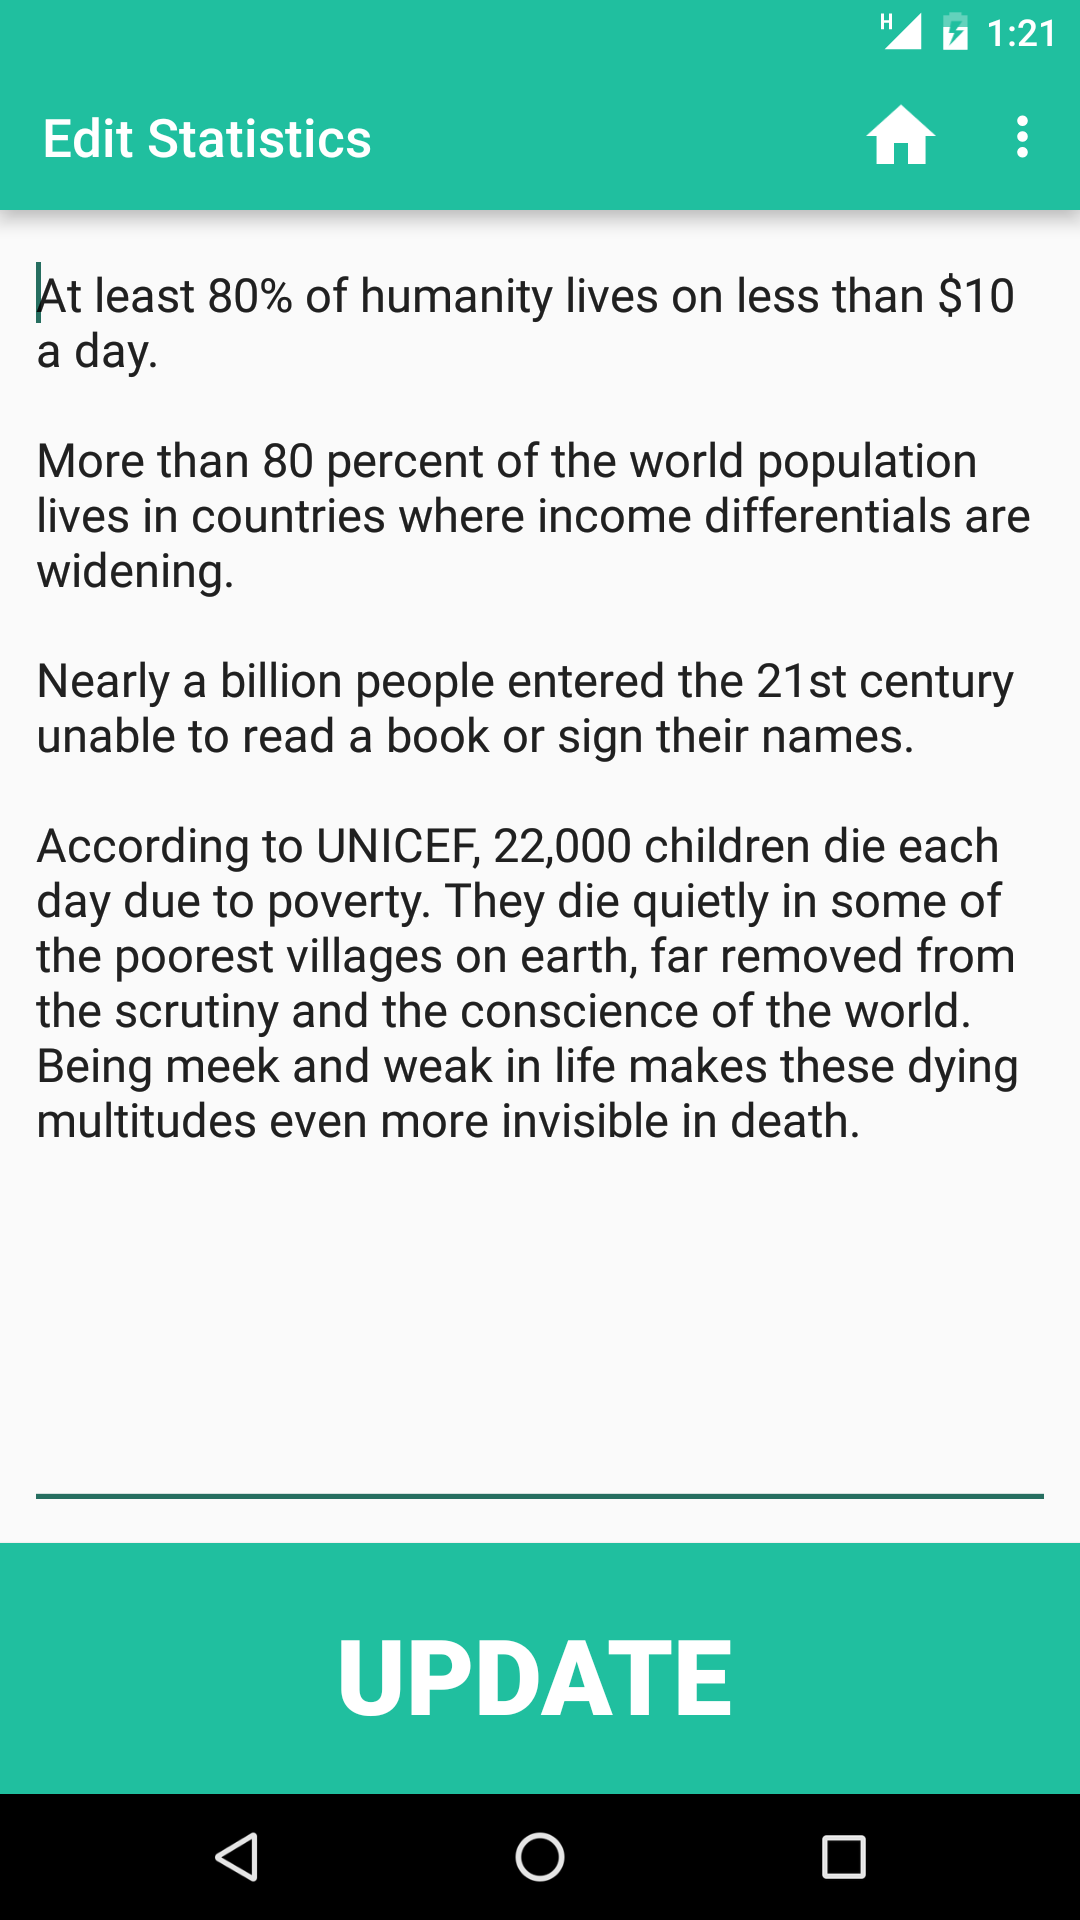 H 1:21
Edit Statistics
At least 80% of humanity lives on less than $10
a day.
More than 80 percent of the world population
lives in countries where income differentials are
widening.
Nearly a billion people entered the 21st century
unable to read a book or sign their names.
According to UNICEF, 22,000 children die each
day due to poverty. They die quietly in some of
the poorest villages on earth, far removed from
the scrutiny and the conscience of the world.
Being meek and weak in life makes these dying
multitudes even more invisible in death.
UPDATE